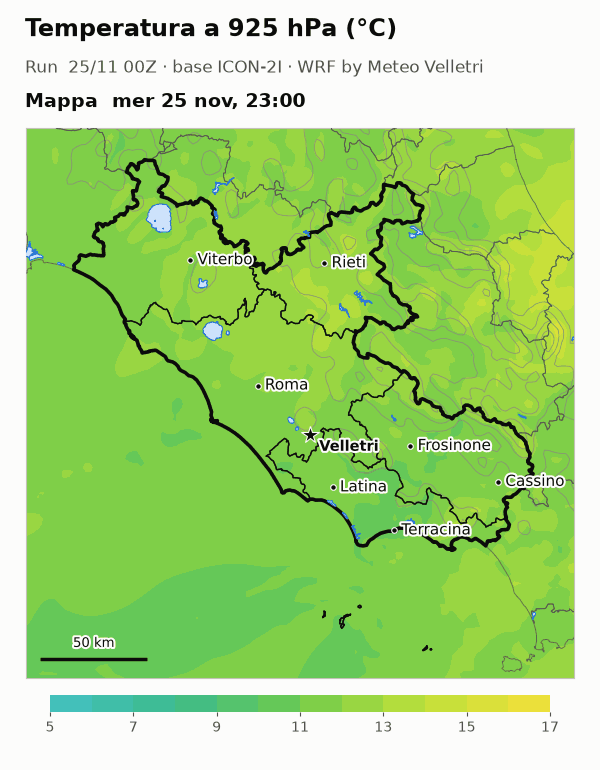 Temperatura a 925 hPa (°C)
Run  25/11 00Z · base ICON-2I · WRF by Meteo Velletri
Mappa  mer 25 nov, 23:00
Viterbo
Rieti
Roma
Velletri
Frosinone
Cassino
Latina
Terracina
50 km
5 7 9 11 13 15 17